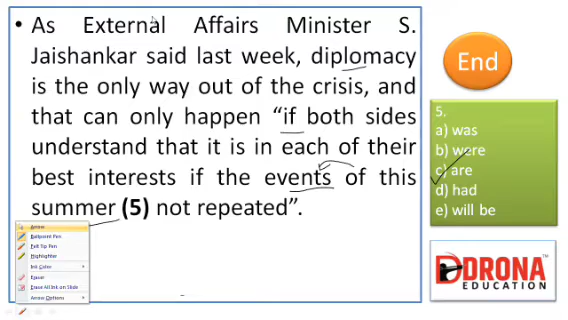 • As External Affairs Minister S.
Jaishankar said last week, diplomacy
is the only way out of the crisis, and
that can only happen “if both sides
understand that it is in each of their
best interests if the events of this
summer (5) not repeated”.
End
5.
a) was
b) were
c) are
d) had
e) will be
Arrow
Ballpoint Pen
Felt Tip Pen
Highlighter
Ink Color
Eraser
Erase All Ink on Slide
Arrow Options
DRONA
EDUCATION
TM